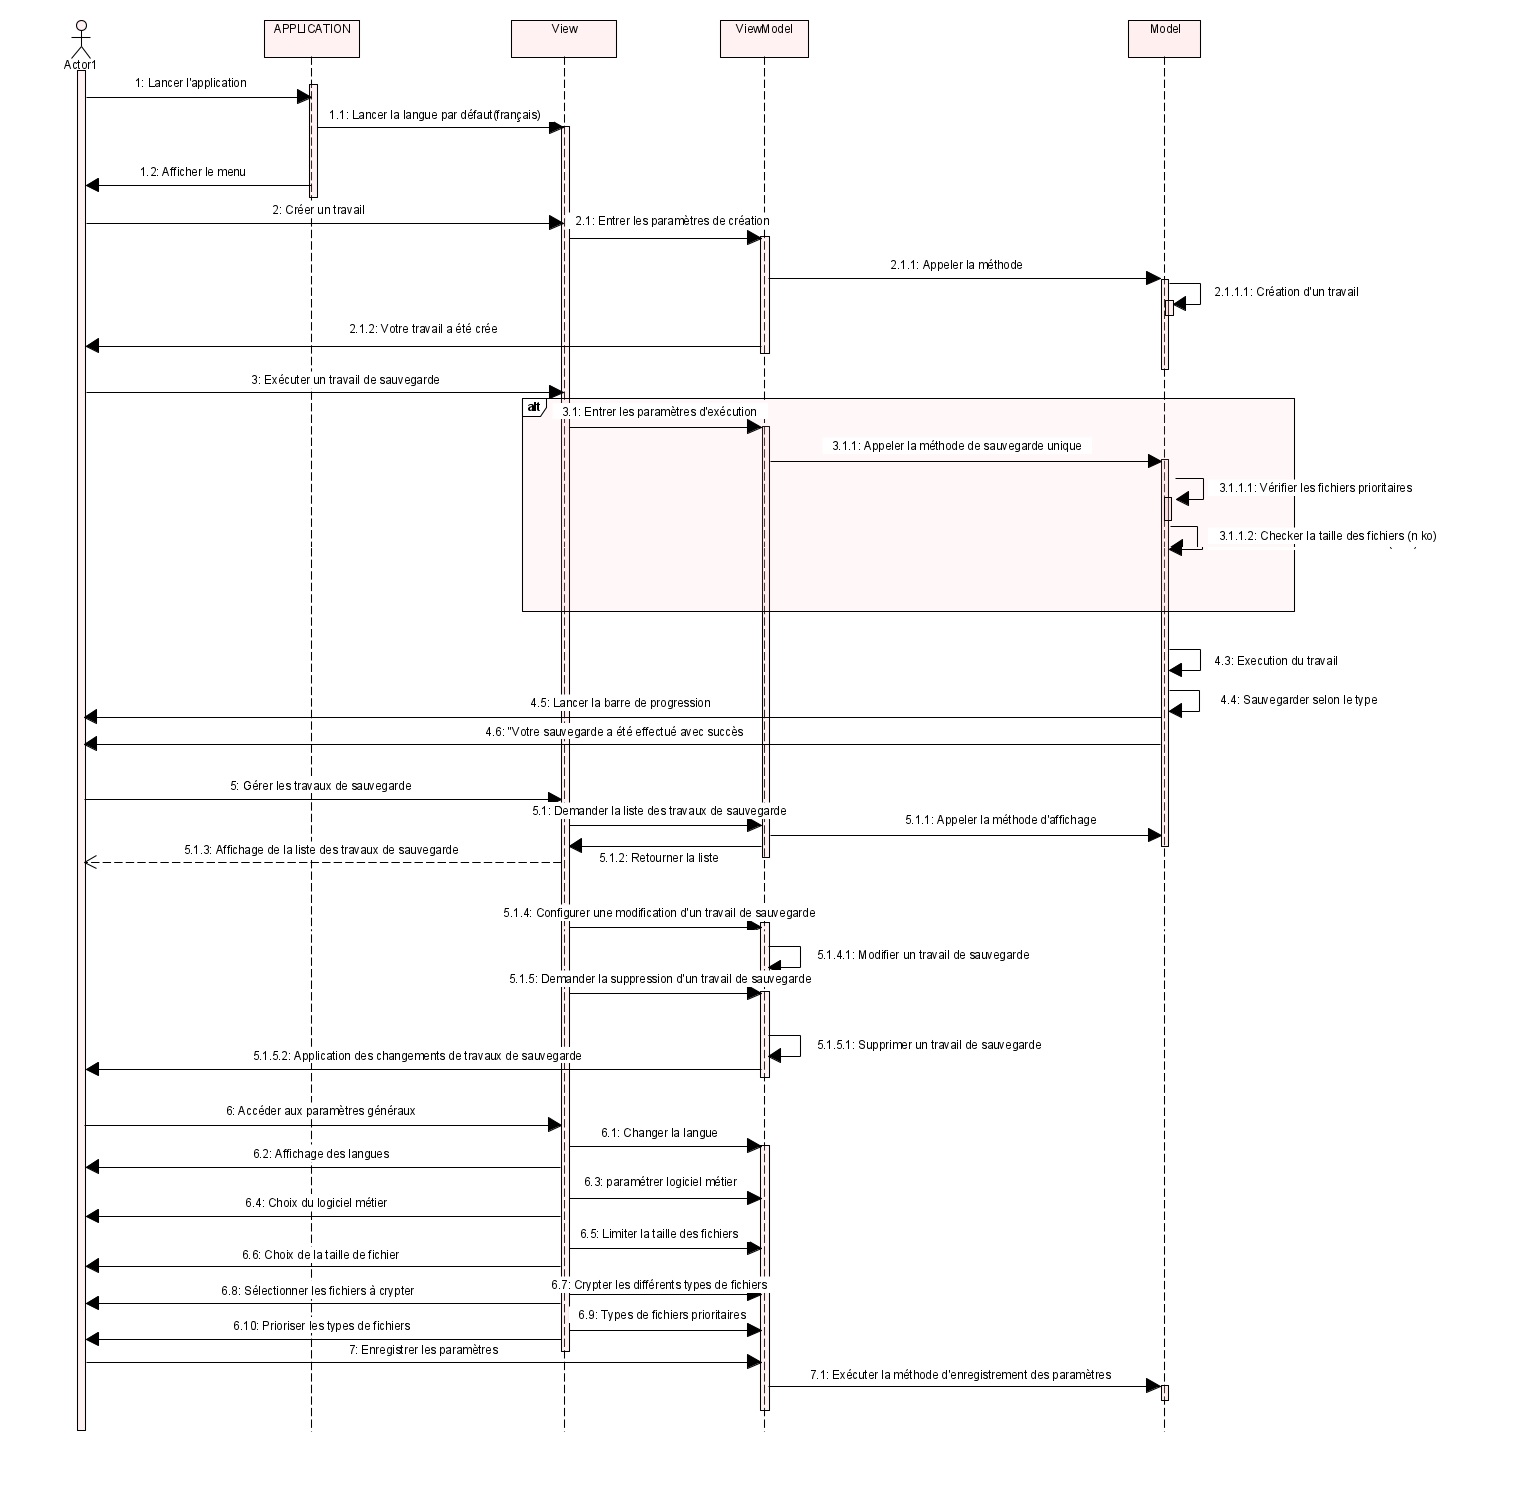 APPLICATION
View
ViewModel
Model
Actor1
1: Lancer l'application
1.1: Lancer la langue par défaut(français)
1.2: Afficher le menu
2: Créer un travail
2.1: Entrer les paramètres de création
2.1.1: Appeler la méthode
2.1.1.1: Création d'un travail
2.1.2: Votre travail a été crée
3: Exécuter un travail de sauvegarde
alt
3.1: Entrer les paramètres d'exécution
3.1.1: Appeler la méthode de sauvegarde unique
3.1.1.1: Vérifier les fichiers prioritaires
3.1.1.2: Checker la taille des fichiers (n ko)
4.3: Execution du travail
4.4: Sauvegarder selon le type
4.5: Lancer la barre de progression
4.6: "Votre sauvegarde a été effectué avec succès
5: Gérer les travaux de sauvegarde
5.1: Demander la liste des travaux de sauvegarde
5.1.1: Appeler la méthode d'affichage
5.1.3: Affichage de la liste des travaux de sauvegarde
5.1.2: Retourner la liste
5.1.4: Configurer une modification d'un travail de sauvegarde
5.1.4.1: Modifier un travail de sauvegarde
5.1.5: Demander la suppression d'un travail de sauvegarde
5.1.5.1: Supprimer un travail de sauvegarde
5.1.5.2: Application des changements de travaux de sauvegarde
6: Accéder aux paramètres généraux
6.1: Changer la langue
6.2: Affichage des langues
6.3: paramétrer logiciel métier
6.4: Choix du logiciel métier
6.5: Limiter la taille des fichiers
6.6: Choix de la taille de fichier
6.7: Crypter les différents types de fichiers
6.8: Sélectionner les fichiers à crypter
6.9: Types de fichiers prioritaires
6.10: Prioriser les types de fichiers
7: Enregistrer les paramètres
7.1: Exécuter la méthode d'enregistrement des paramètres